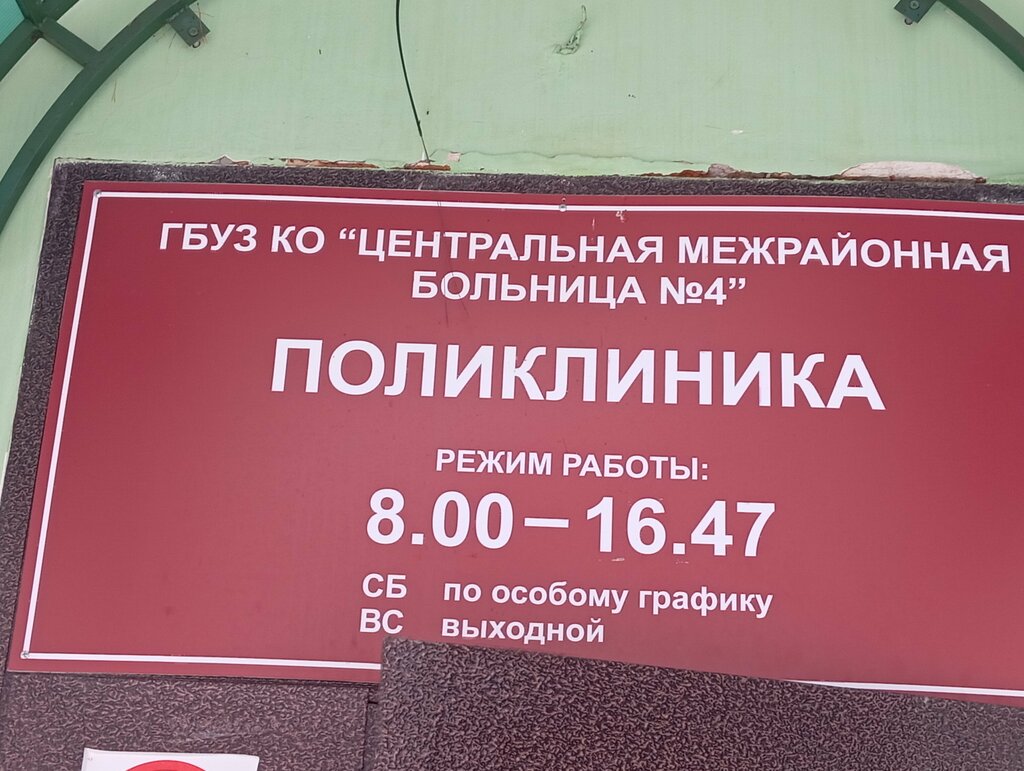 ГБУЗ КО “ЦЕНТРАЛЬНАЯ МЕЖРАЙОННАЯ
БОЛЬНИЦА №4”
ПОЛИКЛИНИКА
РЕЖИМ РАБОТЫ:
8.00 – 16.47
СБ по особому графику
ВС выходной